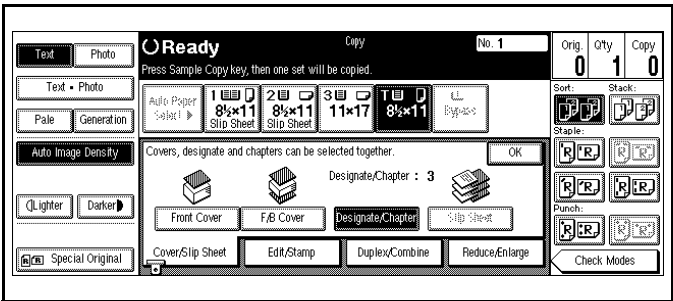 Text
Photo
Text • Photo
Pale
Generation
Auto Image Density
Lighter
Darker
Special Original
Ready
Copy
No. 1
Press Sample Copy key, then one set will be copied.
Auto Paper
Select ▶
1
8½×11
Slip Sheet
2
8½×11
Slip Sheet
3
11×17
T
8½×11
Bypass
Covers, designate and chapters can be selected together.
OK
Designate/Chapter : 3
Front Cover
F/B Cover
Designate/Chapter
Slip Sheet
Cover/Slip Sheet
Edit/Stamp
Duplex/Combine
Reduce/Enlarge
Orig. Q'ty Copy
0 1 0
Sort: Stack:
Staple:
Punch:
Check Modes